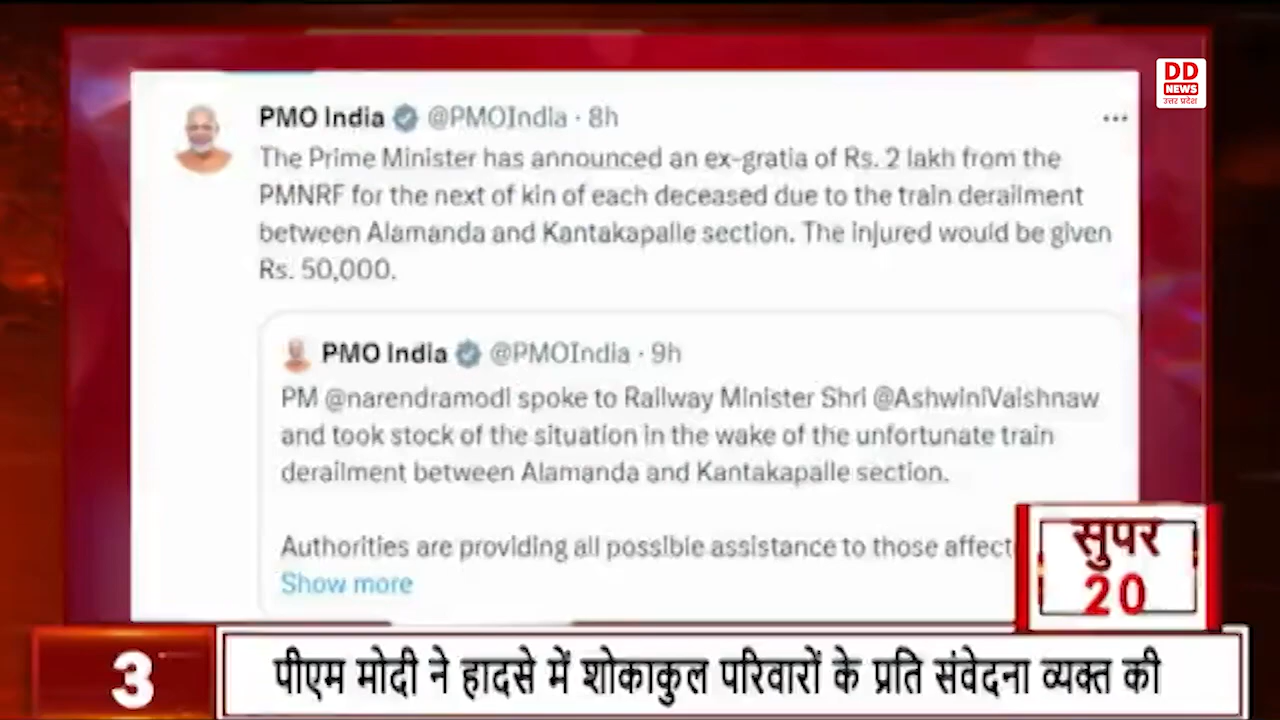 DD
NEWS
उत्तर प्रदेश
PMO India @PMOIndia · 8h
The Prime Minister has announced an ex-gratia of Rs. 2 lakh from the
PMNRF for the next of kin of each deceased due to the train derailment
between Alamanda and Kantakapalle section. The injured would be given
Rs. 50,000.
PMO India @PMOIndia · 9h
PM @narendramodi spoke to Railway Minister Shri @AshwiniVaishnaw
and took stock of the situation in the wake of the unfortunate train
derailment between Alamanda and Kantakapalle section.
Authorities are providing all possible assistance to those affect
Show more
सुपर
20
3
पीएम मोदी ने हादसे में शोकाकुल परिवारों के प्रति संवेदना व्यक्त की